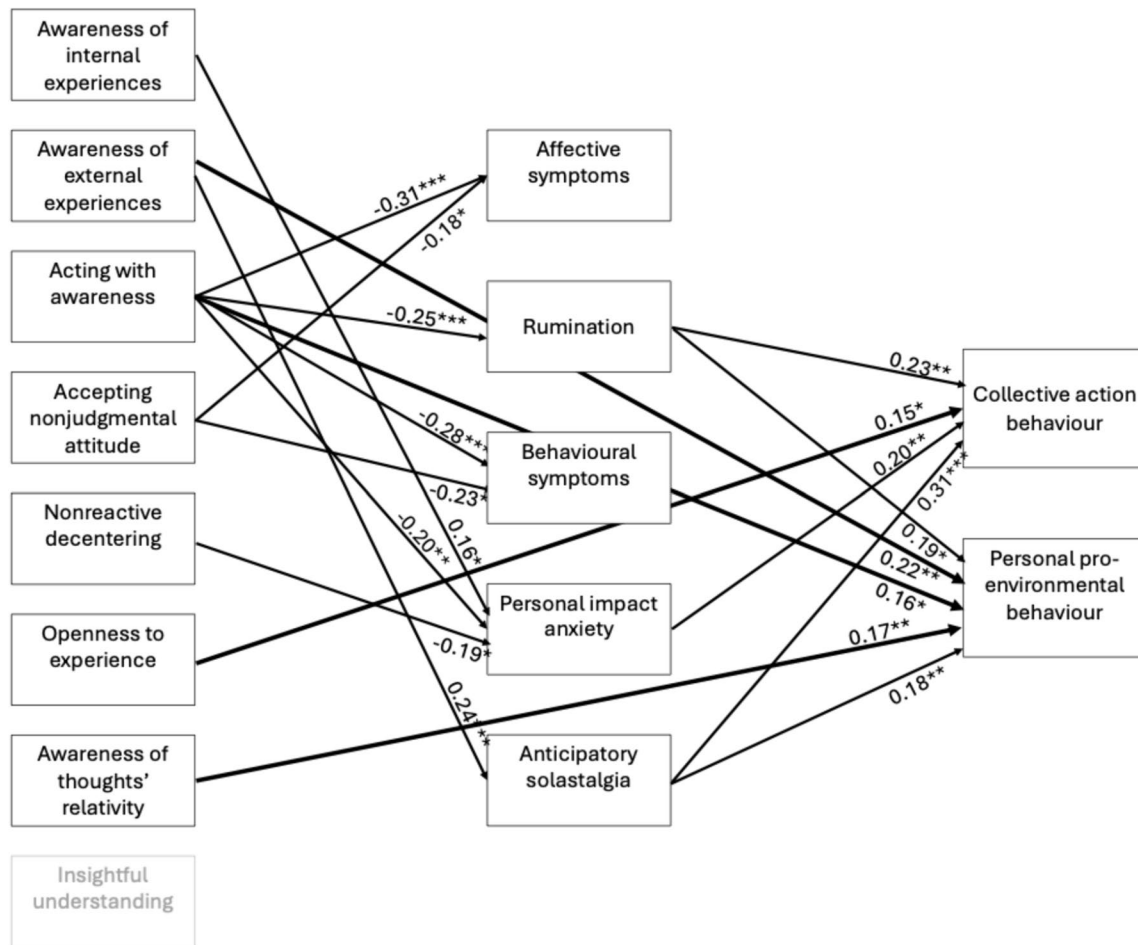 Awareness of
internal
experiences
Awareness of
external
experiences
Acting with
awareness
Accepting
nonjudgmental
attitude
Nonreactive
decentering
Openness to
experience
Awareness of
thoughts'
relativity
Insightful
understanding
Affective
symptoms
Rumination
Behavioural
symptoms
Personal impact
anxiety
Anticipatory
solastalgia
Collective action
behaviour
Personal pro-
environmental
behaviour
-0.31***
-0.18*
-0.25***
-0.28***
-0.23*
-0.20**
0.16*
-0.19*
0.24***
0.23**
0.15*
0.20**
0.31***
0.19*
0.22**
0.16*
0.17**
0.18**